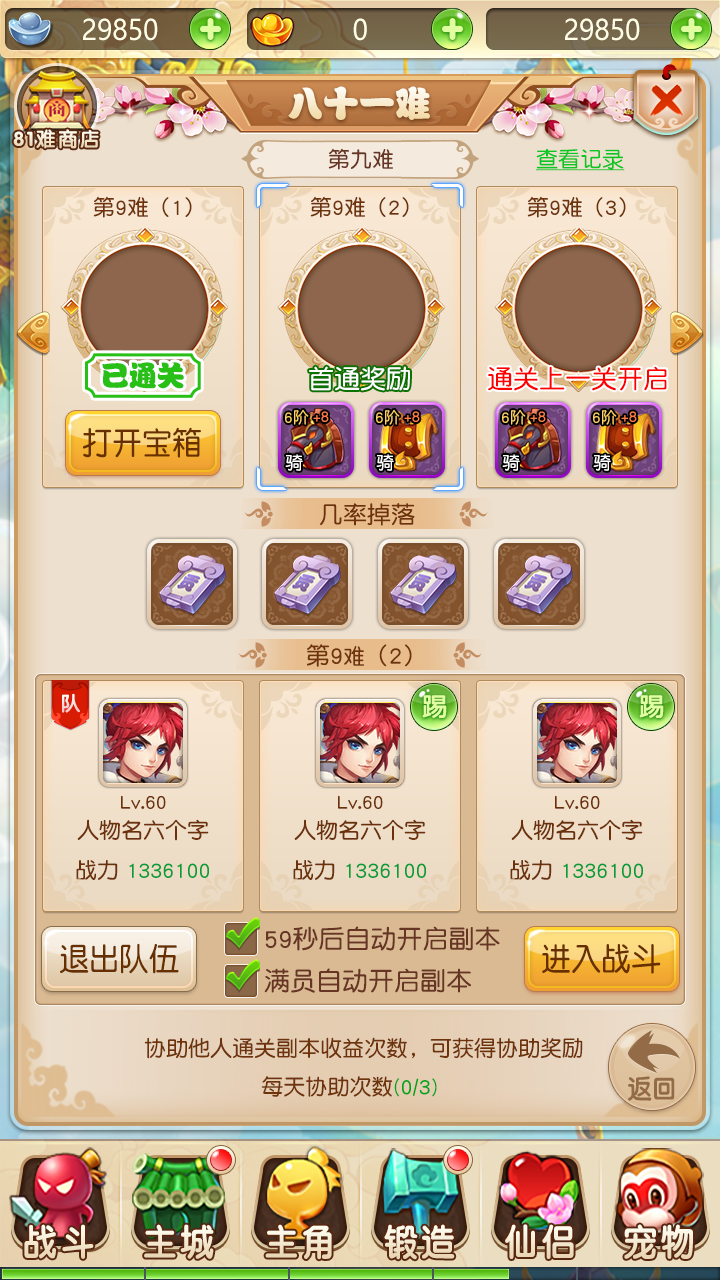 29850
0
29850
八十一难
商
81难商店
第九难
查看记录
第9难（1）
第9难（2）
第9难（3）
已通关
首通奖励
通关上一关开启
打开宝箱
6阶+8
骑
6阶+8
骑
6阶+8
骑
6阶+8
骑
几率掉落
第9难（2）
队
踢
踢
Lv.60
Lv.60
Lv.60
人物名六个字
人物名六个字
人物名六个字
战力 1336100
战力 1336100
战力 1336100
退出队伍
59秒后自动开启副本
满员自动开启副本
进入战斗
协助他人通关副本收益次数，可获得协助奖励
每天协助次数(0/3)
返回
战斗
主城
主角
锻造
仙侣
宠物